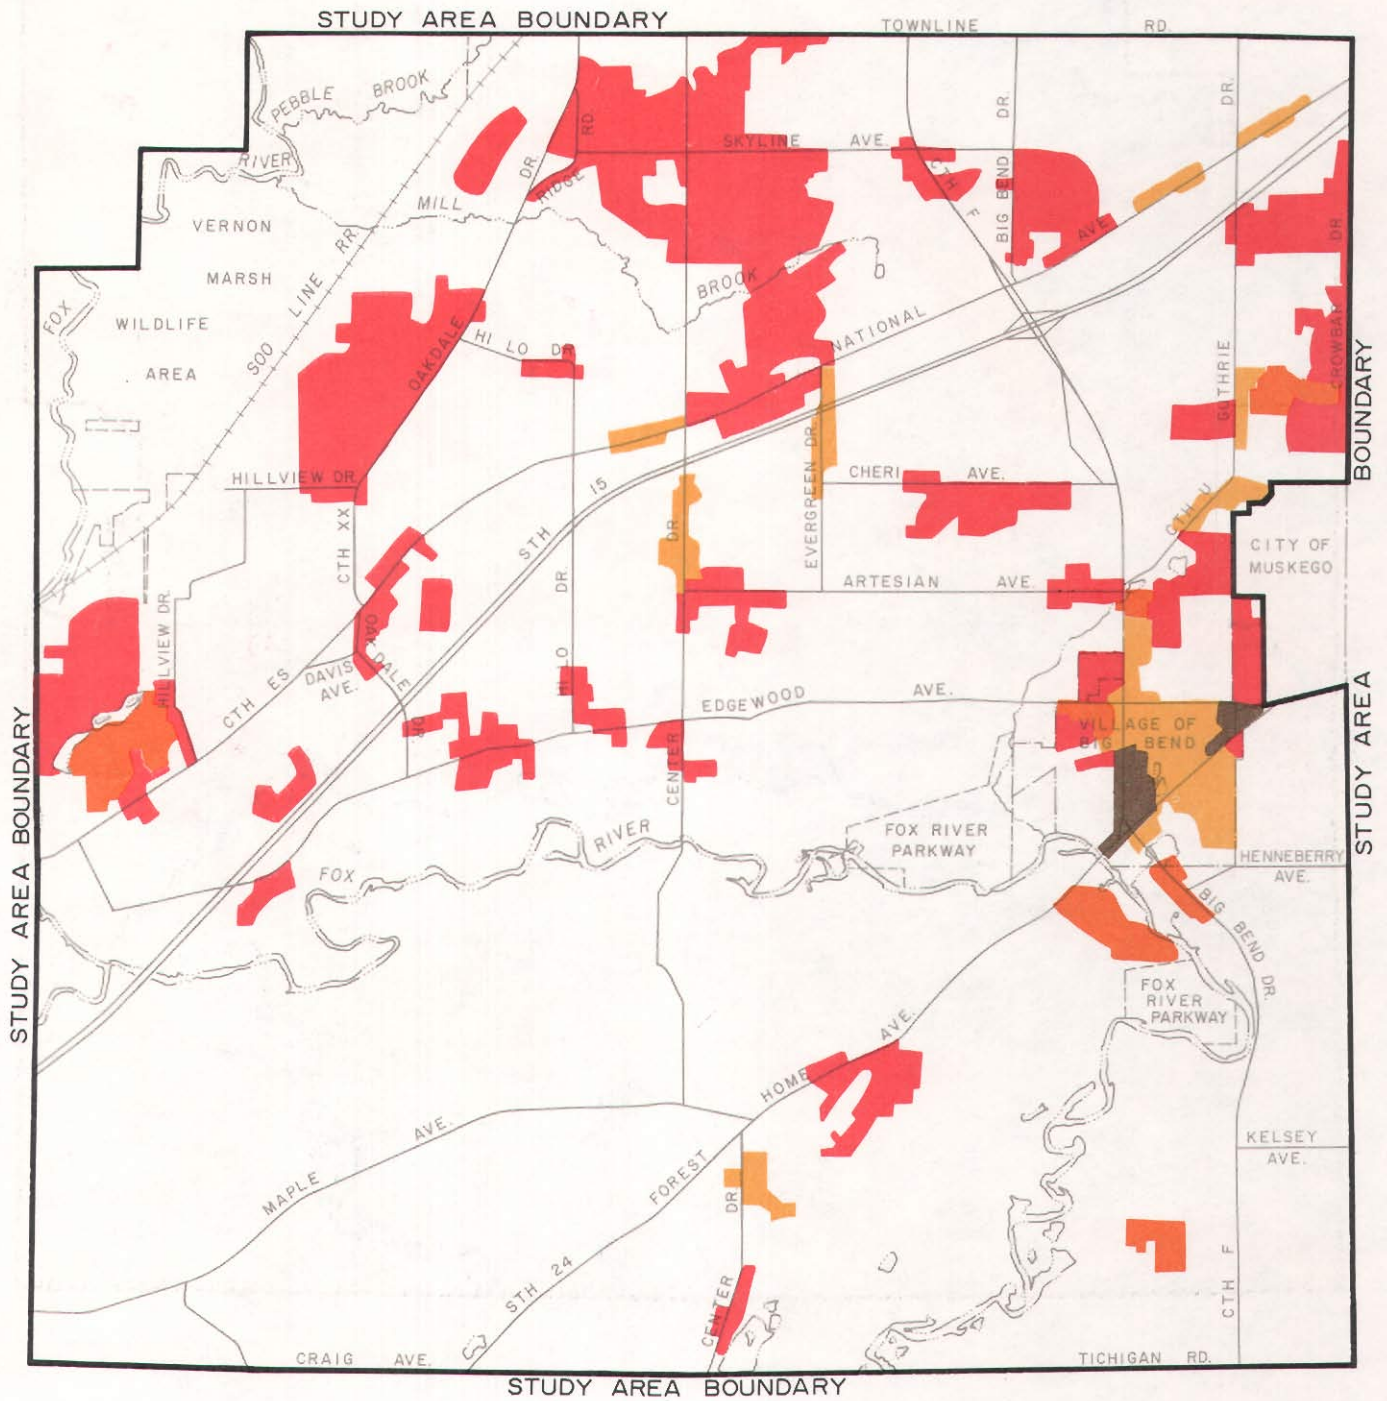 STUDY AREA BOUNDARY
TOWNLINE RD.
PEBBLE BROOK
RIVER
SKYLINE AVE.
RD
DR.
RIDGE
DR.
DR.
MILL
CTH F
BIG BEND
AVE
DR
VERNON
MARSH
WILDLIFE
AREA
SOO LINE RR.
FOX
BROOK
NATIONAL
HI LO DR
OAKDALE
GUTHRIE
CROWBAR
BOUNDARY
HILLVIEW DR.
CTH XX
STH 15
DR
EVERGREEN DR.
CHERI AVE.
CTH U
CITY OF
MUSKEGO
ARTESIAN AVE.
HILLVIEW DR.
OAKDALE
DR.
DAVIS
AVE.
HI LO DR.
CTH ES
EDGEWOOD AVE.
VILLAGE OF
BIG BEND
CENTER
STUDY AREA BOUNDARY
STUDY AREA
FOX RIVER
PARKWAY
FOX RIVER
HENNEBERRY
AVE.
BIG BEND DR.
FOX
RIVER
PARKWAY
HOME AVE.
MAPLE AVE.
FOREST
KELSEY
AVE.
DR
STH 24
CENTER
CTH F
CRAIG AVE.
TICHIGAN RD.
STUDY AREA BOUNDARY